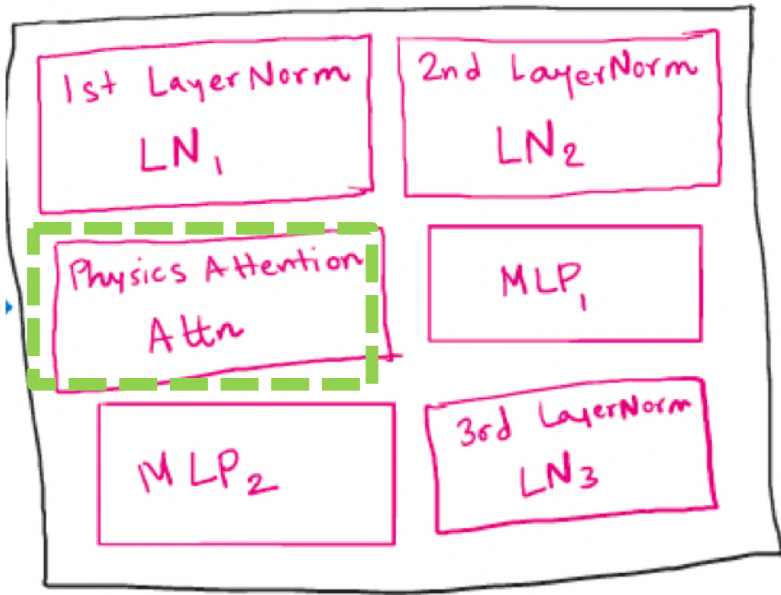 1st LayerNorm
LN₁
2nd LayerNorm
LN₂
Physics Attention
Attn
MLP₁
MLP₂
3rd LayerNorm
LN₃